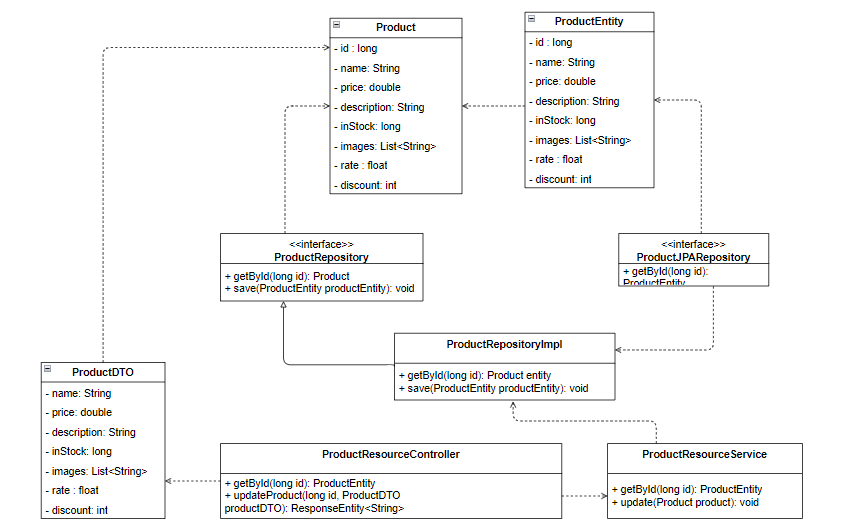 Product
- id : long
- name: String
- price: double
- description: String
- inStock: long
- images: List<String>
- rate : float
- discount: int
ProductEntity
- id : long
- name: String
- price: double
- description: String
- inStock: long
- images: List<String>
- rate : float
- discount: int
<<interface>>
ProductRepository
+ getById(long id): Product
+ save(ProductEntity productEntity): void
<<interface>>
ProductJPARepository
+ getById(long id):
ProductEntity
ProductRepositoryImpl
+ getById(long id): Product entity
+ save(ProductEntity productEntity): void
ProductDTO
- name: String
- price: double
- description: String
- inStock: long
- images: List<String>
- rate : float
- discount: int
ProductResourceController
+ getById(long id): ProductEntity
+ updateProduct(long id, ProductDTO
productDTO): ResponseEntity<String>
ProductResourceService
+ getById(long id): ProductEntity
+ update(Product product): void